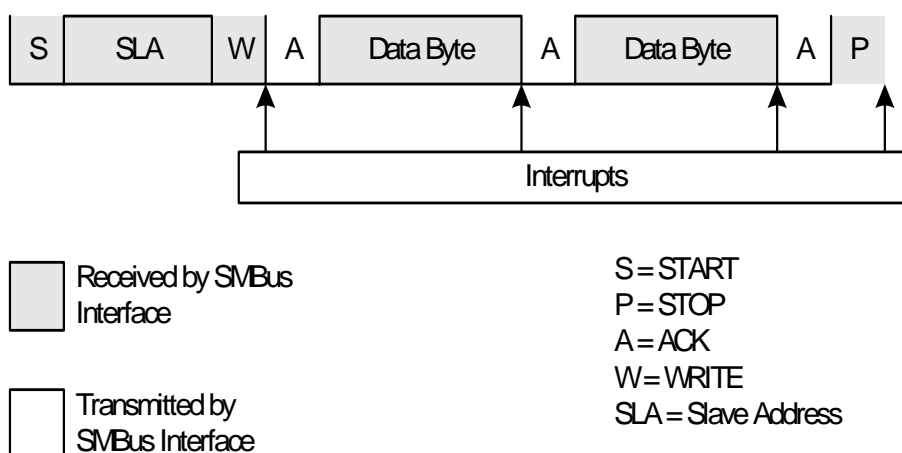 S SLA W A Data Byte A Data Byte A P
Interrupts
Received by SMBus
Interface
S = START
P = STOP
A = ACK
W = WRITE
SLA = Slave Address
Transmitted by
SMBus Interface